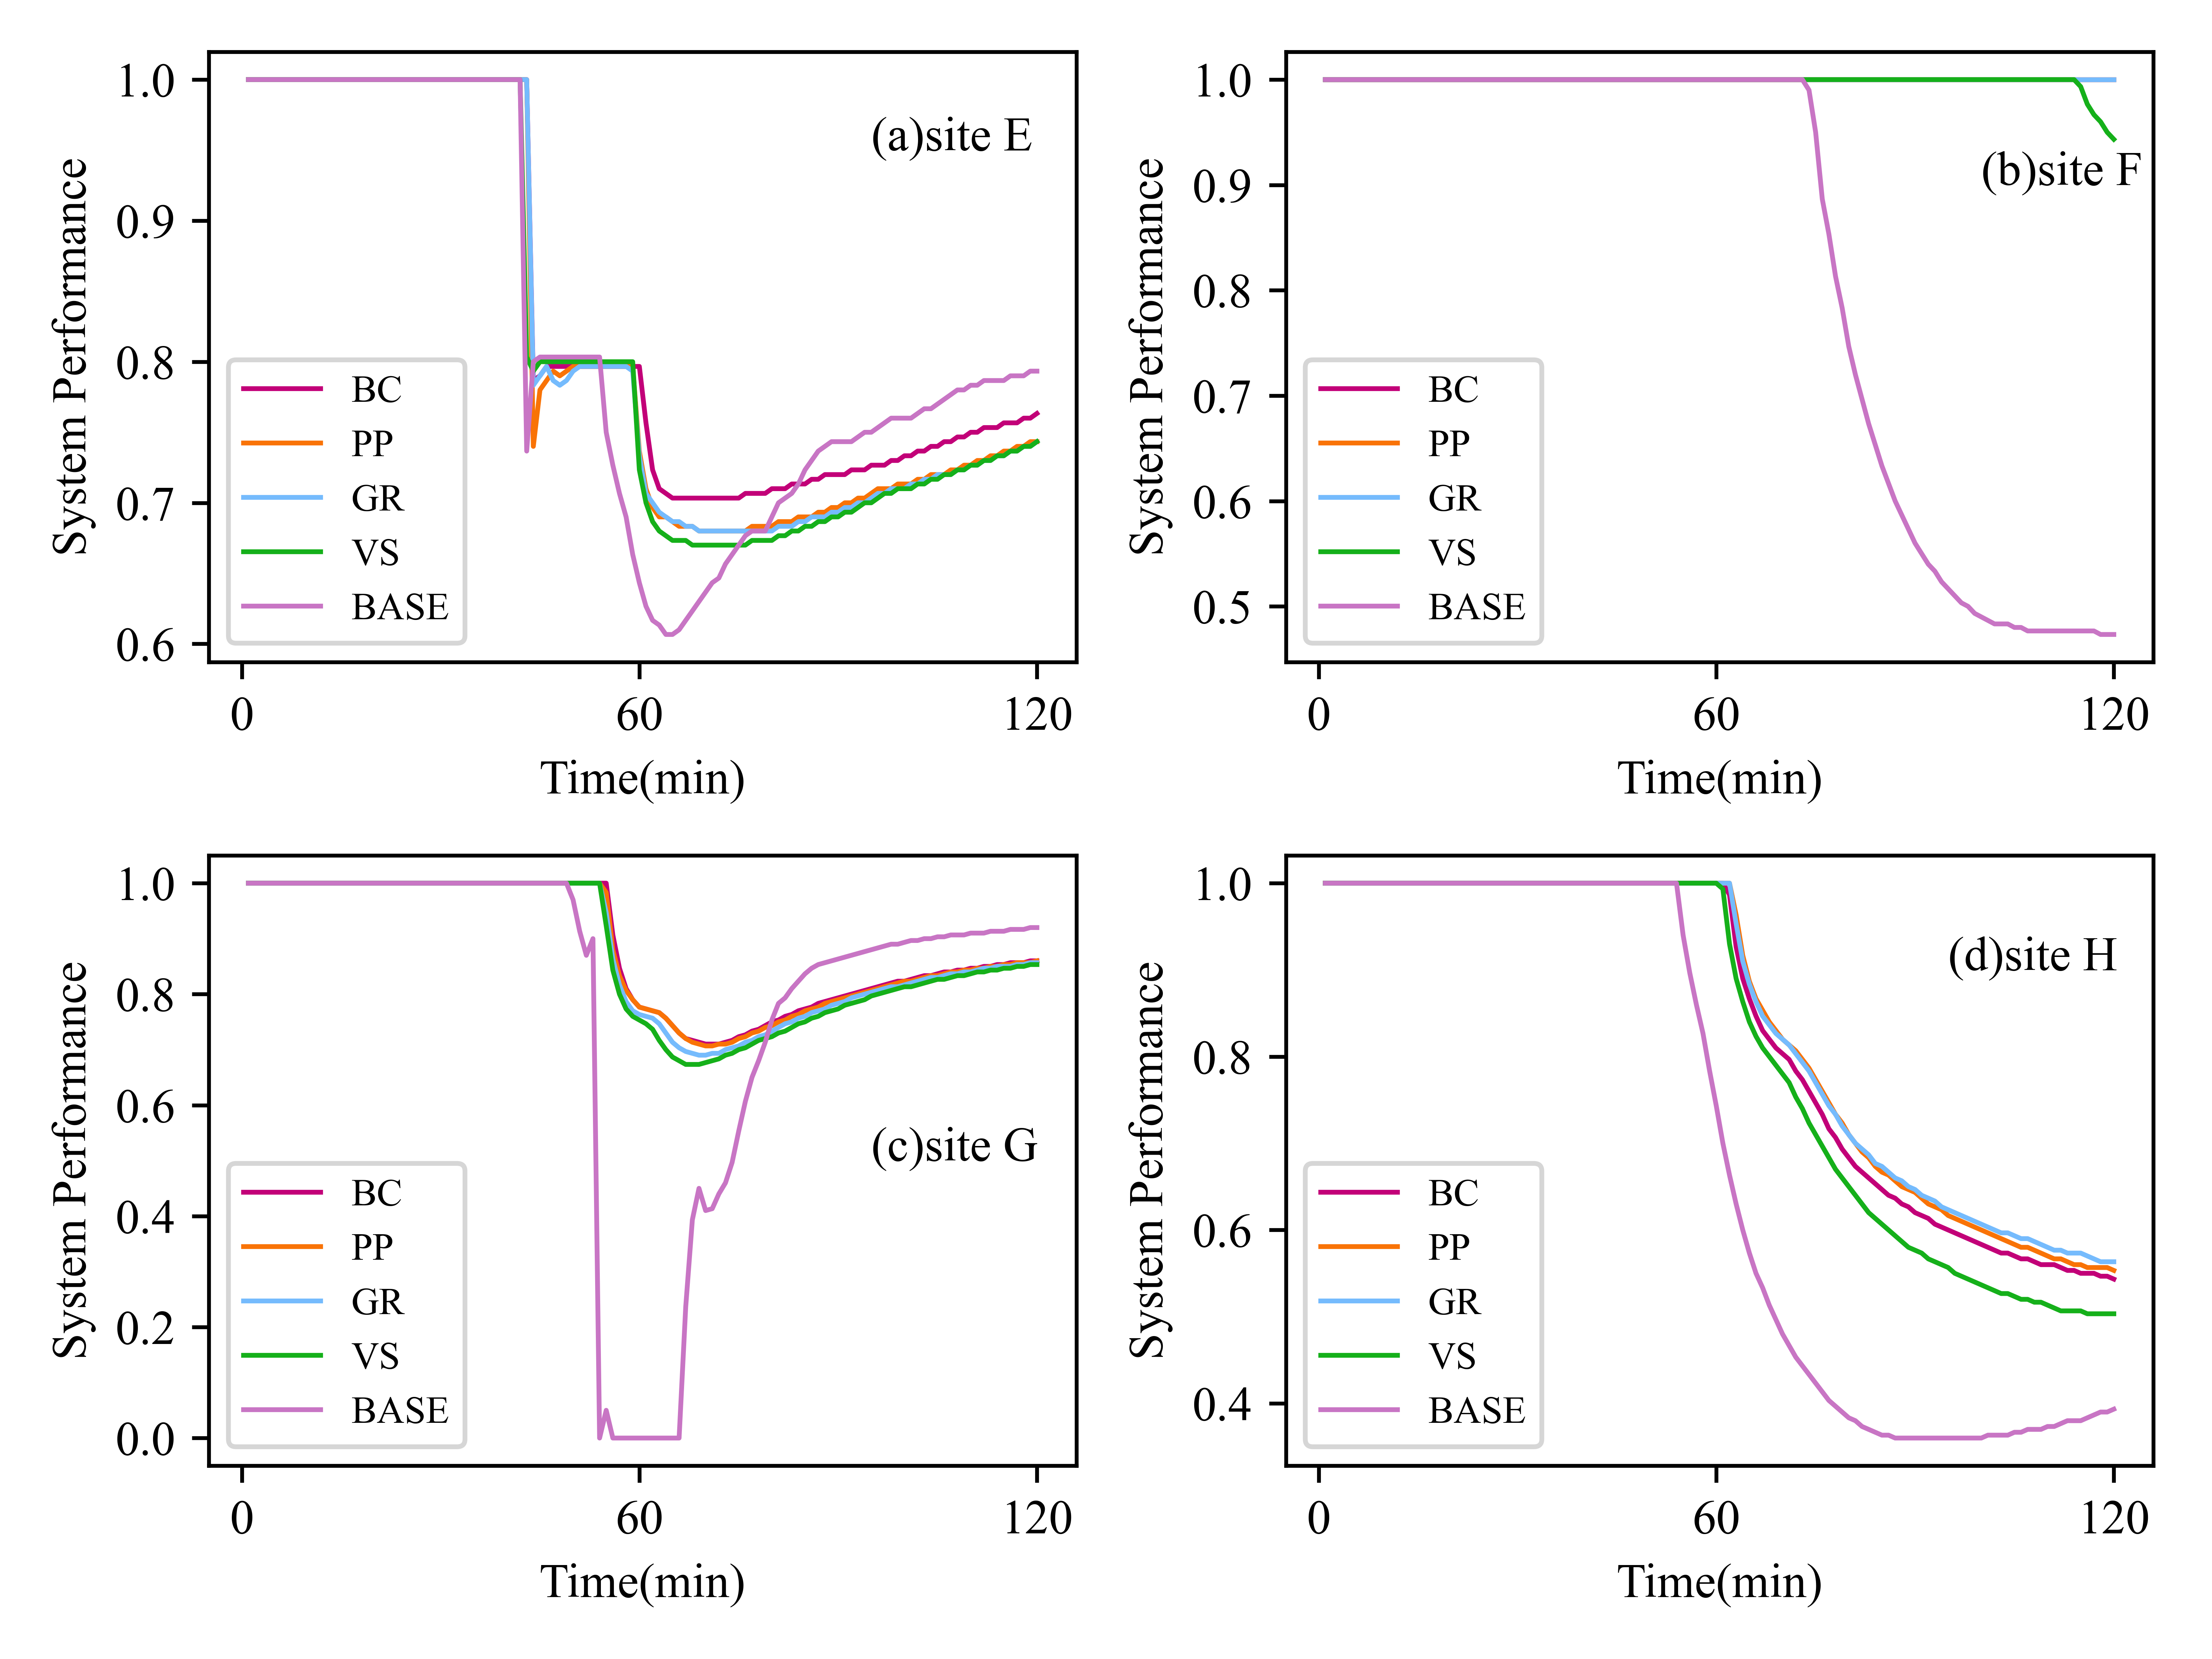 System Performance
1.0
0.9
0.8
0.7
0.6
(a)site E
BC
PP
GR
VS
BASE
0 60 120
Time(min)
System Performance
1.0
0.9
0.8
0.7
0.6
0.5
(b)site F
BC
PP
GR
VS
BASE
0 60 120
Time(min)
System Performance
1.0
0.8
0.6
0.4
0.2
0.0
(c)site G
BC
PP
GR
VS
BASE
0 60 120
Time(min)
System Performance
1.0
0.8
0.6
0.4
(d)site H
BC
PP
GR
VS
BASE
0 60 120
Time(min)